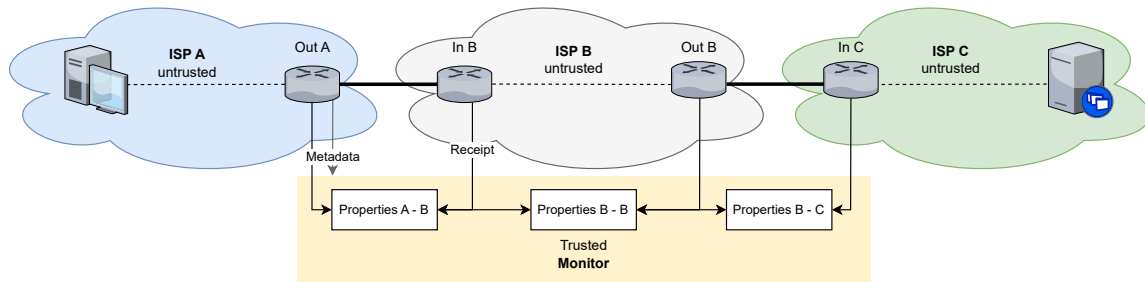 Out A
In B
Out B
In C
ISP A
untrusted
ISP B
untrusted
ISP C
untrusted
Metadata
Receipt
Properties A - B
Properties B - B
Properties B - C
Trusted
Monitor